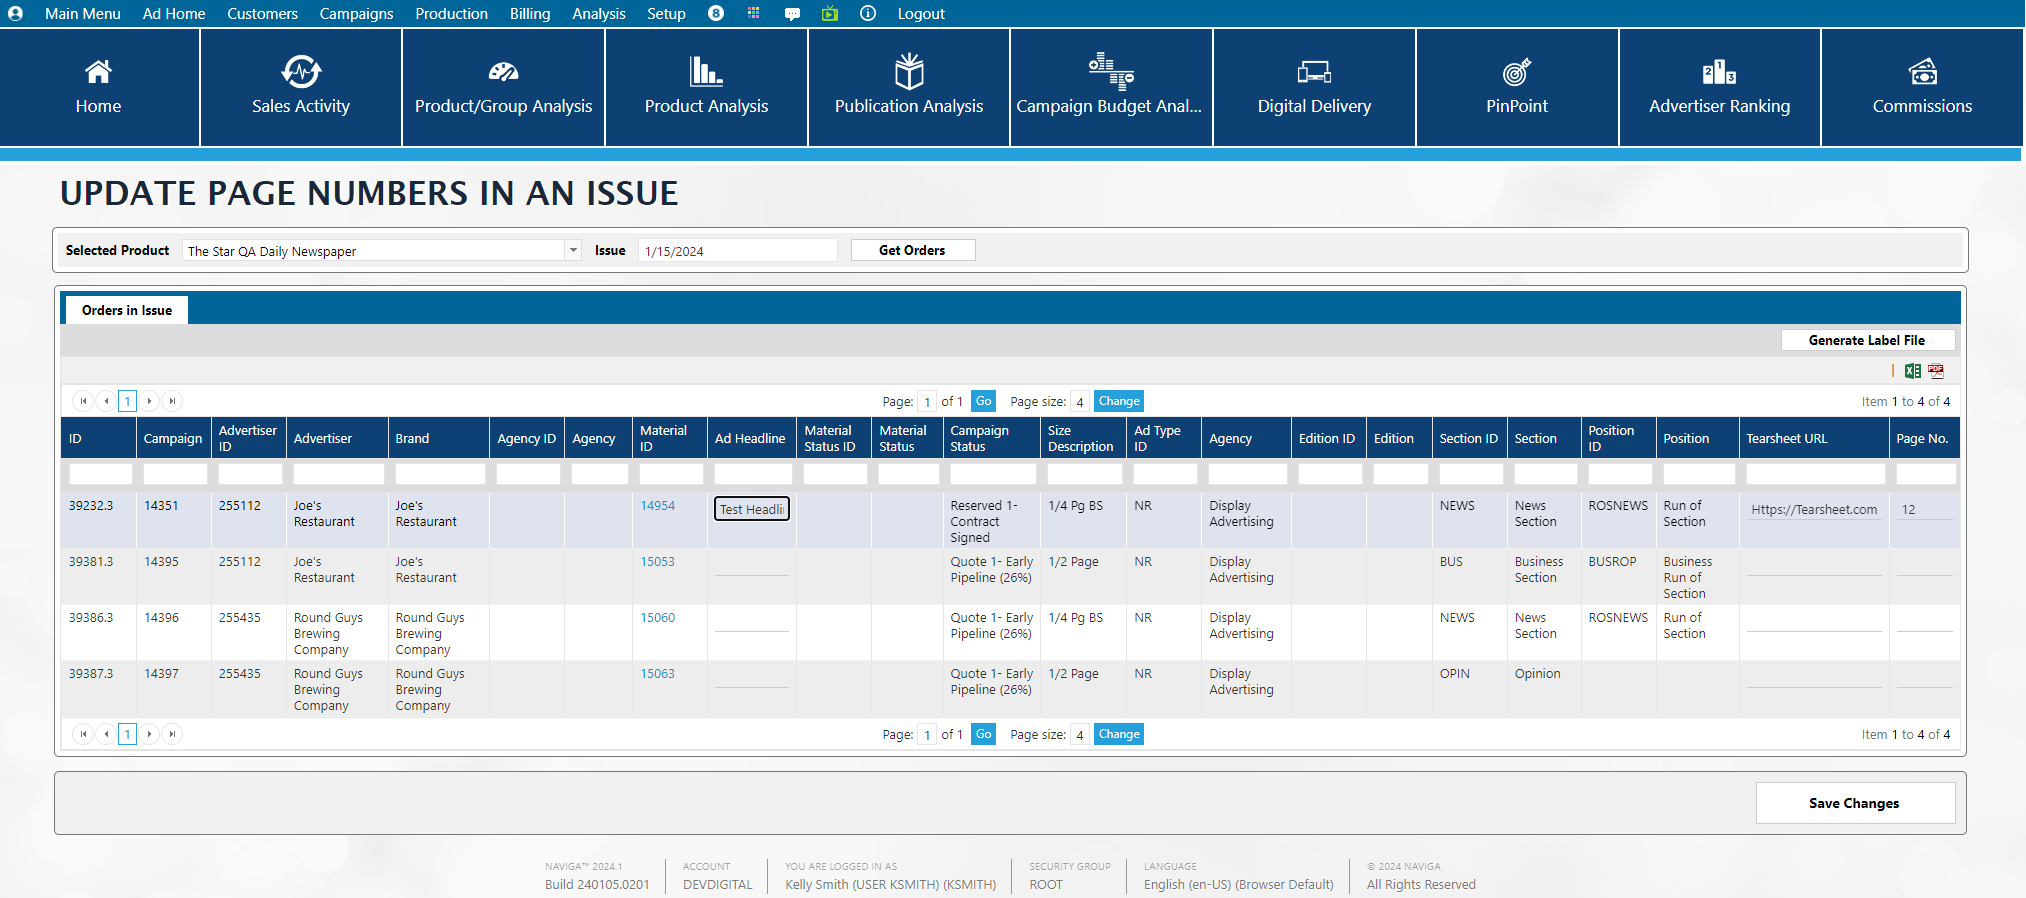 Main Menu Ad Home Customers Campaigns Production Billing Analysis Setup 8 Logout
Home Sales Activity Product/Group Analysis Product Analysis Publication Analysis Campaign Budget Anal... Digital Delivery PinPoint Advertiser Ranking Commissions
UPDATE PAGE NUMBERS IN AN ISSUE
Selected Product The Star QA Daily Newspaper Issue 1/15/2024 Get Orders
Orders in Issue
Generate Label File
1 Page: 1 of 1 Go Page size: 4 Change Item 1 to 4 of 4
ID Campaign Advertiser ID Advertiser Brand Agency ID Agency Material ID Ad Headline Material Status ID Material Status Campaign Status Size Description Ad Type ID Agency Edition ID Edition Section ID Section Position ID Position Tearsheet URL Page No.
39232.3 14351 255112 Joe's Restaurant Joe's Restaurant 14954 Test Headli Reserved 1- Contract Signed 1/4 Pg BS NR Display Advertising NEWS News Section ROSNEWS Run of Section Https://Tearsheet.com 12
39381.3 14395 255112 Joe's Restaurant Joe's Restaurant 15053 Quote 1- Early Pipeline (26%) 1/2 Page NR Display Advertising BUS Business Section BUSROP Business Run of Section
39386.3 14396 255435 Round Guys Brewing Company Round Guys Brewing Company 15060 Quote 1- Early Pipeline (26%) 1/4 Pg BS NR Display Advertising NEWS News Section ROSNEWS Run of Section
39387.3 14397 255435 Round Guys Brewing Company Round Guys Brewing Company 15063 Quote 1- Early Pipeline (26%) 1/2 Page NR Display Advertising OPIN Opinion
1 Page: 1 of 1 Go Page size: 4 Change Item 1 to 4 of 4
Save Changes
NAVIGA™ 2024.1 ACCOUNT YOU ARE LOGGED IN AS SECURITY GROUP LANGUAGE © 2024 NAVIGA
Build 240105.0201 DEVDIGITAL Kelly Smith (USER KSMITH) (KSMITH) ROOT English (en-US) (Browser Default) All Rights Reserved